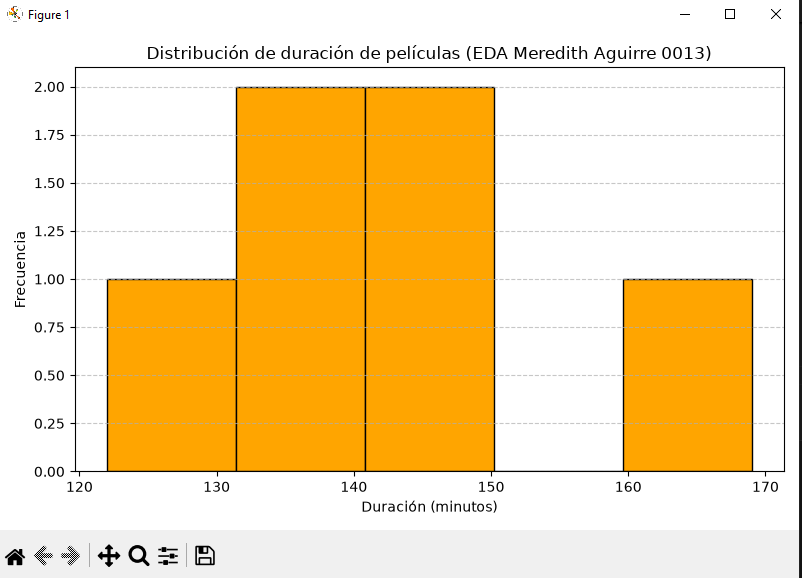 Figure 1
Distribución de duración de películas (EDA Meredith Aguirre 0013)
2.00
1.75
1.50
1.25
1.00
0.75
0.50
0.25
0.00
Frecuencia
120 130 140 150 160 170
Duración (minutos)